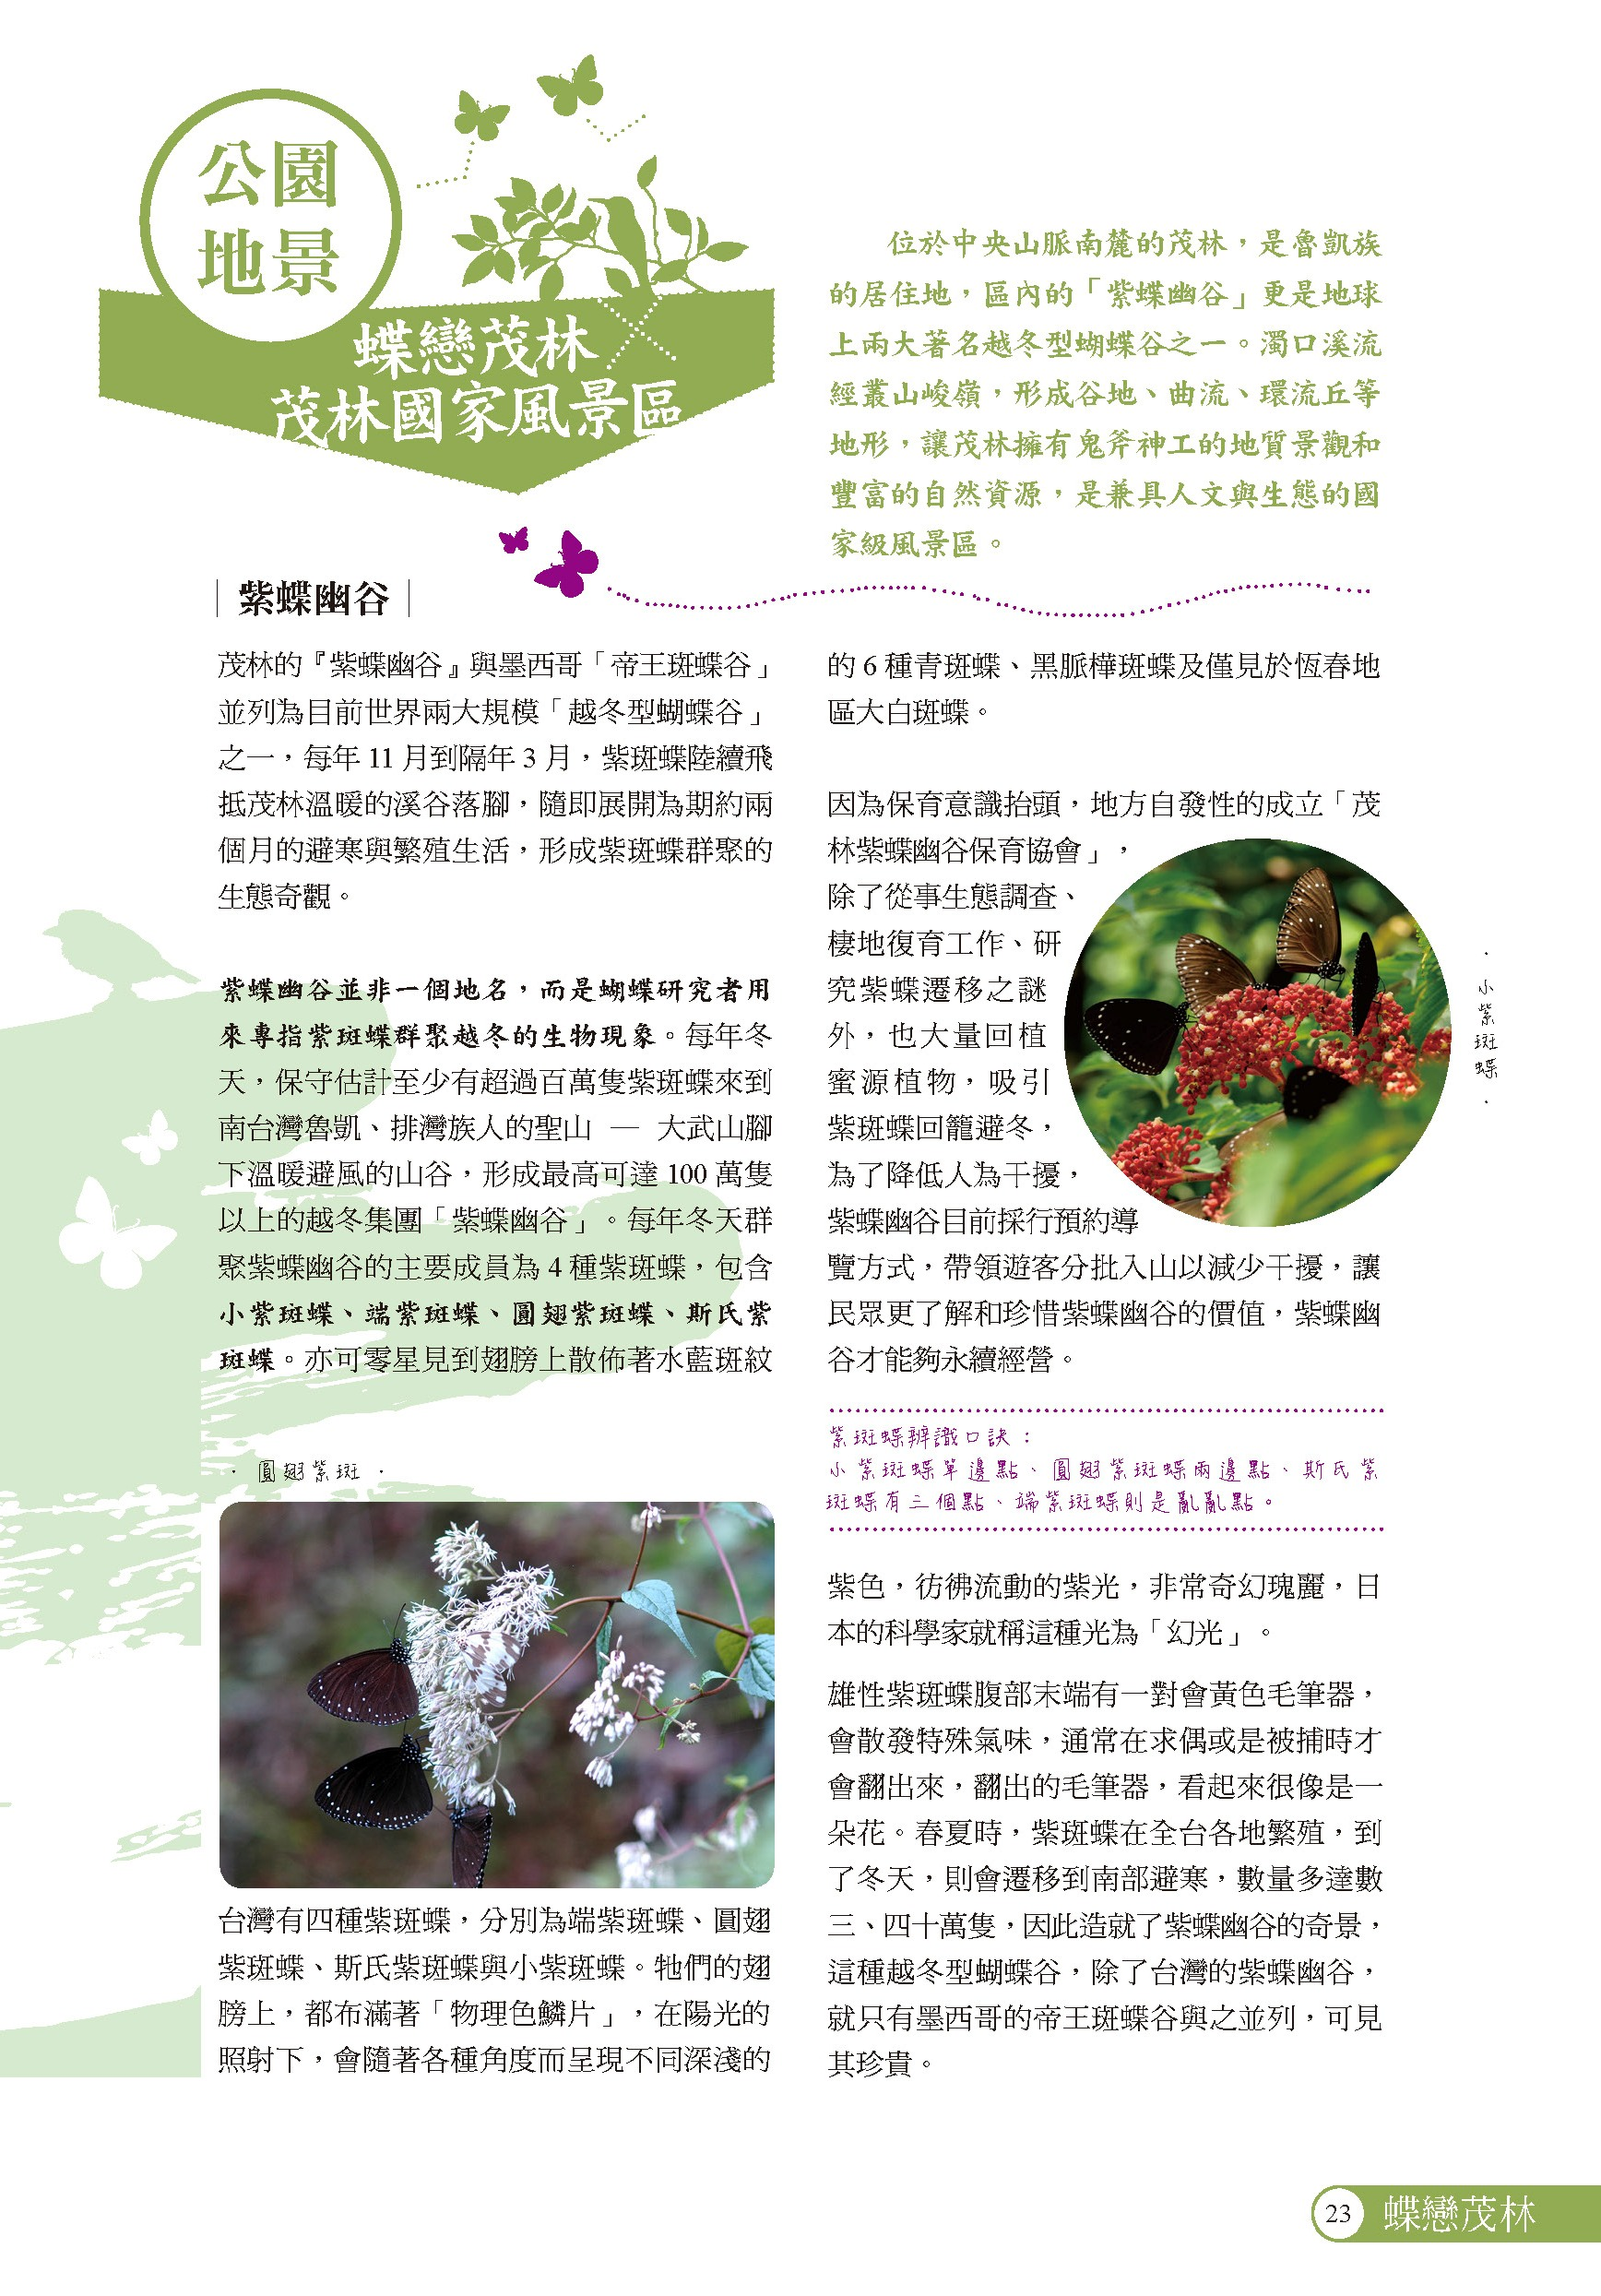 公園
地景
蝶戀茂林
茂林國家風景區
位於中央山脈南麓的茂林，是魯凱族
的居住地，區內的「紫蝶幽谷」更是地球
上兩大著名越冬型蝴蝶谷之一。濁口溪流
經叢山峻嶺，形成谷地、曲流、環流丘等
地形，讓茂林擁有鬼斧神工的地質景觀和
豐富的自然資源，是兼具人文與生態的國
家級風景區。
紫蝶幽谷
茂林的『紫蝶幽谷』與墨西哥「帝王斑蝶谷」
並列為目前世界兩大規模「越冬型蝴蝶谷」
之一，每年 11 月到隔年 3 月，紫斑蝶陸續飛
抵茂林溫暖的溪谷落腳，隨即展開為期約兩
個月的避寒與繁殖生活，形成紫斑蝶群聚的
生態奇觀。
紫蝶幽谷並非一個地名，而是蝴蝶研究者用
來專指紫斑蝶群聚越冬的生物現象。每年冬
天，保守估計至少有超過百萬隻紫斑蝶來到
南台灣魯凱、排灣族人的聖山 — 大武山腳
下溫暖避風的山谷，形成最高可達 100 萬隻
以上的越冬集團「紫蝶幽谷」。每年冬天群
聚紫蝶幽谷的主要成員為 4 種紫斑蝶，包含
小紫斑蝶、端紫斑蝶、圓翅紫斑蝶、斯氏紫
斑蝶。亦可零星見到翅膀上散佈著水藍斑紋
的 6 種青斑蝶、黑脈樺斑蝶及僅見於恆春地
區大白斑蝶。
因為保育意識抬頭，地方自發性的成立「茂
林紫蝶幽谷保育協會」，
除了從事生態調查、
棲地復育工作、研
究紫蝶遷移之謎
外，也大量回植
蜜源植物，吸引
紫斑蝶回籠避冬，
為了降低人為干擾，
紫蝶幽谷目前採行預約導
覽方式，帶領遊客分批入山以減少干擾，讓
民眾更了解和珍惜紫蝶幽谷的價值，紫蝶幽
谷才能夠永續經營。
．小紫斑蝶．
紫斑蝶辨識口訣：
小紫斑蝶單邊點、圓翅紫斑蝶兩邊點、斯氏紫
斑蝶有三個點、端紫斑蝶則是亂亂點。
．圓翅紫斑．
台灣有四種紫斑蝶，分別為端紫斑蝶、圓翅
紫斑蝶、斯氏紫斑蝶與小紫斑蝶。牠們的翅
膀上，都布滿著「物理色鱗片」，在陽光的
照射下，會隨著各種角度而呈現不同深淺的
紫色，彷彿流動的紫光，非常奇幻瑰麗，日
本的科學家就稱這種光為「幻光」。
雄性紫斑蝶腹部末端有一對會黃色毛筆器，
會散發特殊氣味，通常在求偶或是被捕時才
會翻出來，翻出的毛筆器，看起來很像是一
朵花。春夏時，紫斑蝶在全台各地繁殖，到
了冬天，則會遷移到南部避寒，數量多達數
三、四十萬隻，因此造就了紫蝶幽谷的奇景，
這種越冬型蝴蝶谷，除了台灣的紫蝶幽谷，
就只有墨西哥的帝王斑蝶谷與之並列，可見
其珍貴。
23 蝶戀茂林